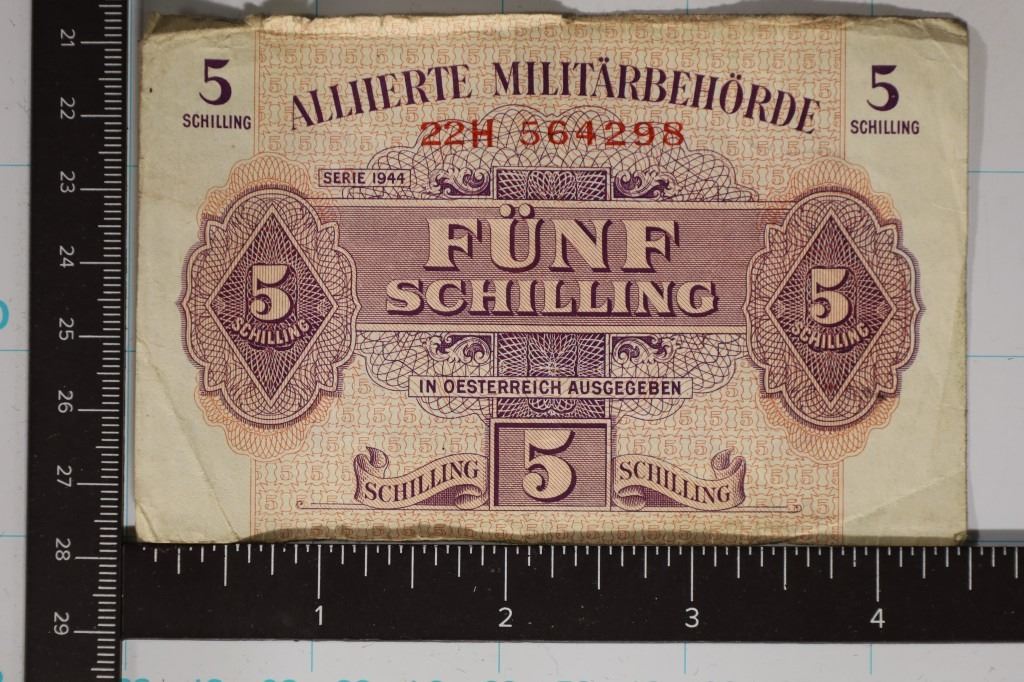 5 SCHILLING
5 SCHILLING
ALLIIERTE MILITÄRBEHÖRDE
22H 564298
SERIE 1944
FÜNF
SCHILLING
5 SCHILLING
5 SCHILLING
IN OESTERREICH AUSGEGEBEN
SCHILLING 5 SCHILLING
21
22
23
24
25
26
27
28
29
1 2 3 4